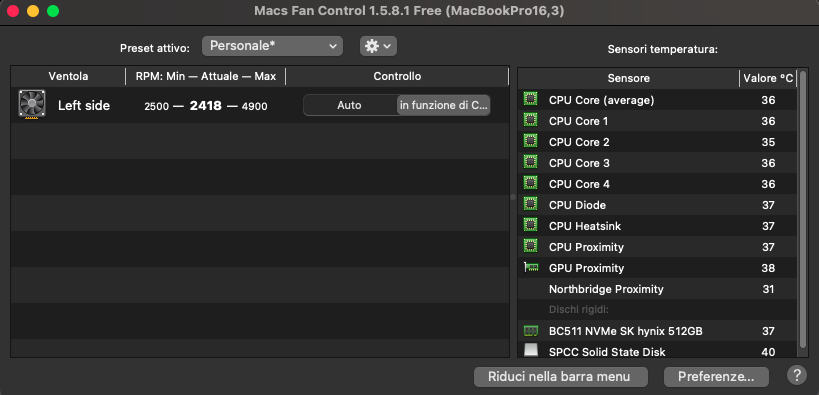 Macs Fan Control 1.5.8.1 Free (MacBookPro16,3)
Preset attivo: Personale*
Sensori temperatura:
Ventola RPM: Min — Attuale — Max Controllo
Left side 2500 — 2418 — 4900 Auto in funzione di C...
Sensore Valore °C
CPU Core (average) 36
CPU Core 1 36
CPU Core 2 35
CPU Core 3 36
CPU Core 4 36
CPU Diode 37
CPU Heatsink 37
CPU Proximity 37
GPU Proximity 38
Northbridge Proximity 31
Dischi rigidi:
BC511 NVMe SK hynix 512GB 37
SPCC Solid State Disk 40
Riduci nella barra menu Preferenze... ?